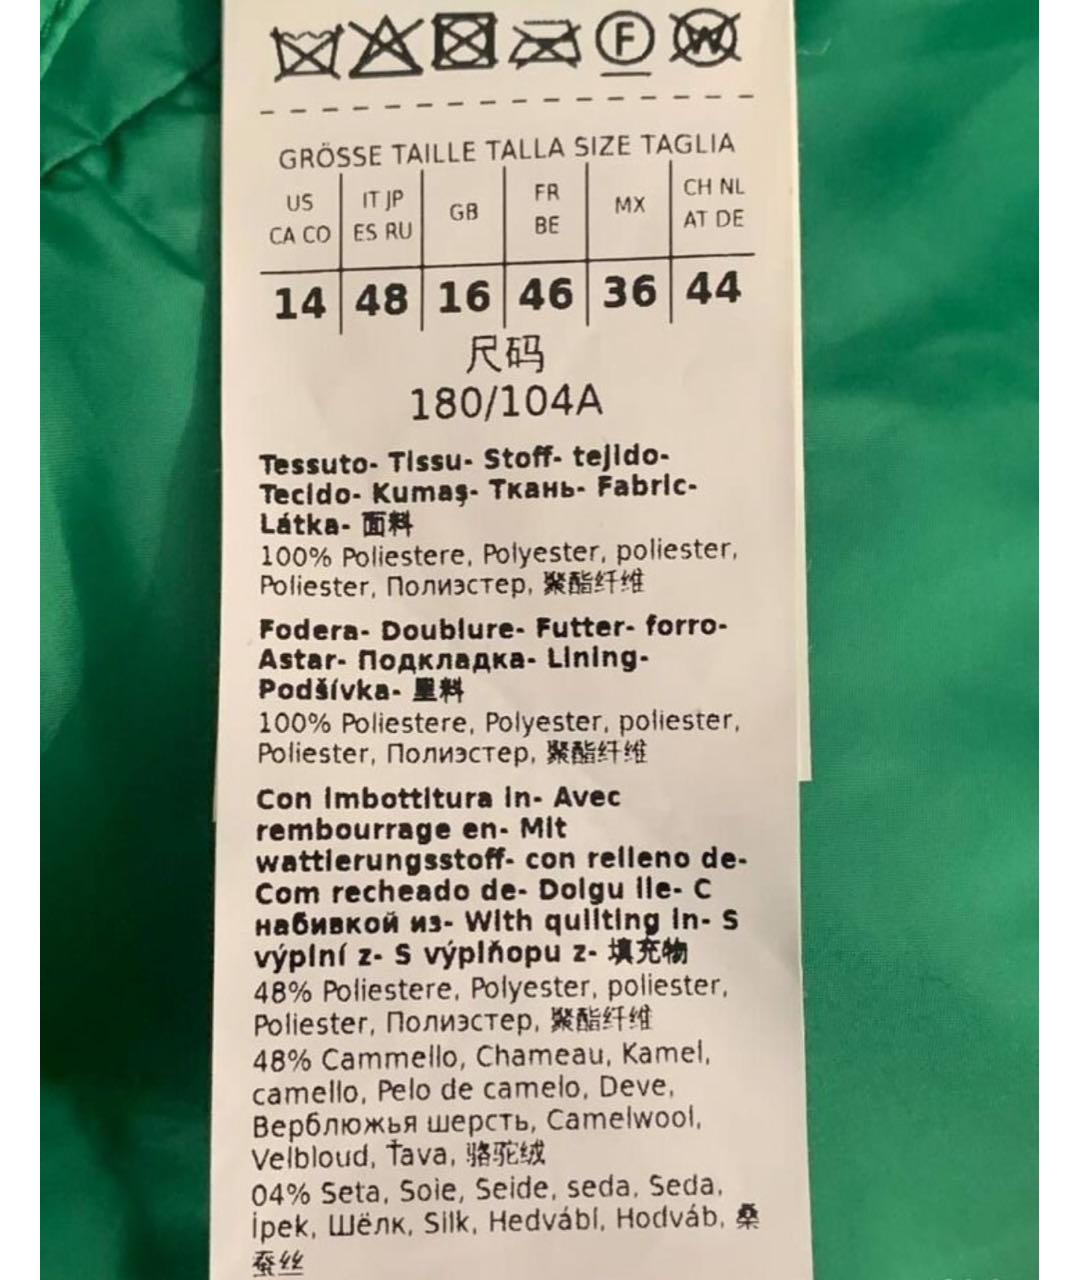 F W
GRÖSSE TAILLE TALLA SIZE TAGLIA
US CA CO | IT JP ES RU | GB | FR BE | MX | CH NL AT DE
14 | 48 | 16 | 46 | 36 | 44
尺码
180/104A
Tessuto- Tissu- Stoff- tejido-
Tecido- Kumaş- Ткань- Fabric-
Látka- 面料
100% Poliestere, Polyester, poliester,
Poliester, Полиэстер, 聚酯纤维
Fodera- Doublure- Futter- forro-
Astar- Подкладка- Lining-
Podšívka- 里料
100% Poliestere, Polyester, poliester,
Poliester, Полиэстер, 聚酯纤维
Con imbottitura in- Avec
rembourrage en- Mit
wattierungsstoff- con relleno de-
Com recheado de- Dolgu ile- С
набивкой из- With quilting in- S
výplní z- S výplňopu z- 填充物
48% Poliestere, Polyester, poliester,
Poliester, Полиэстер, 聚酯纤维
48% Cammello, Chameau, Kamel,
camello, Pelo de camelo, Deve,
Верблюжья шерсть, Camelwool,
Velbloud, Ťava, 骆驼绒
04% Seta, Soie, Seide, seda, Seda,
İpek, Шёлк, Silk, Hedvábí, Hodváb, 桑
蚕丝